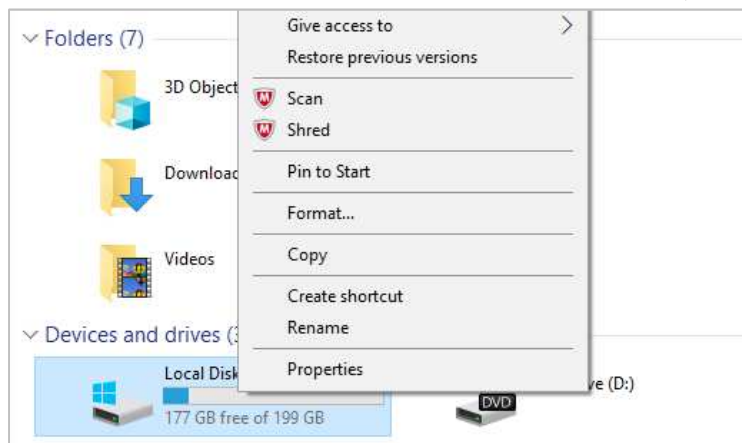 Folders (7)
3D Object
Download
Videos
Give access to
Restore previous versions
Scan
Shred
Pin to Start
Format...
Copy
Create shortcut
Rename
Properties
Devices and drives (3
Local Disk
177 GB free of 199 GB
DVD
ve (D:)